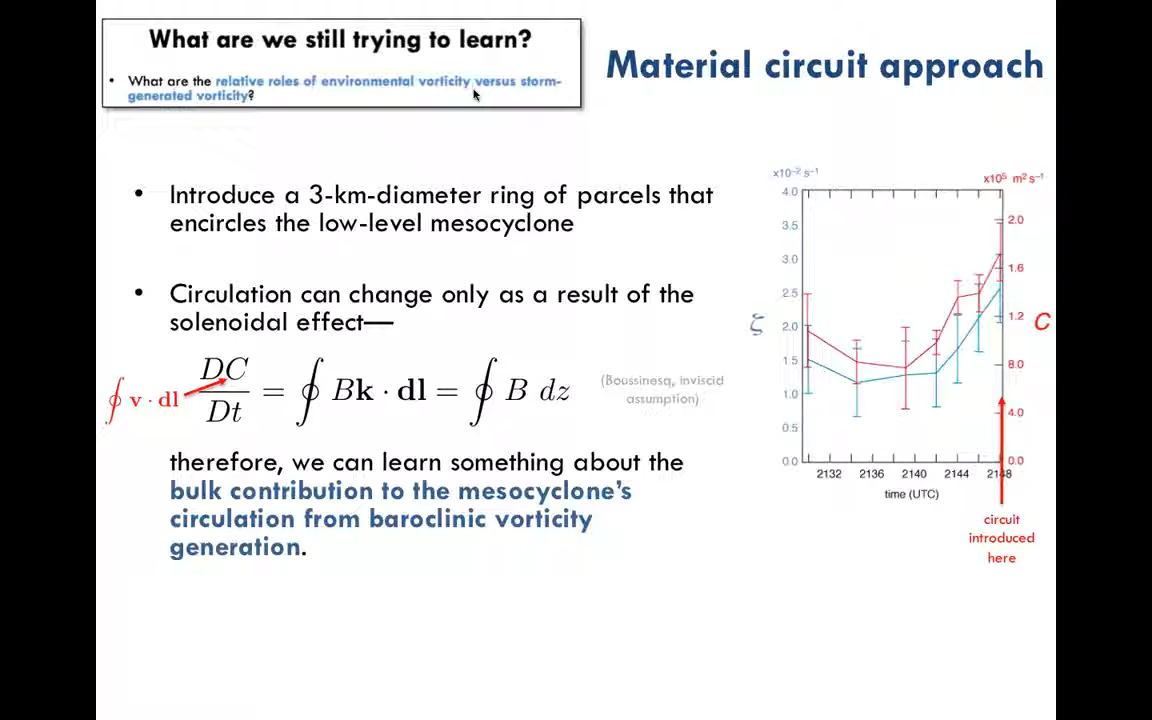 What are we still trying to learn?
• What are the relative roles of environmental vorticity versus storm-
generated vorticity?
Material circuit approach
• Introduce a 3-km-diameter ring of parcels that
encircles the low-level mesocyclone
• Circulation can change only as a result of the
solenoidal effect—
∮ v · dl DC/Dt = ∮ Bk · dl = ∮ B dz
(Boussinesq, inviscid
assumption)
therefore, we can learn something about the
bulk contribution to the mesocyclone’s
circulation from baroclinic vorticity
generation.
x10⁻² s⁻¹
x10⁵ m² s⁻¹
4.0
3.5
3.0
2.5
2.0
1.5
1.0
0.5
0.0
ζ
2.0
1.6
1.2
8.0
4.0
0.0
C
2132 2136 2140 2144 2148
time (UTC)
circuit
introduced
here